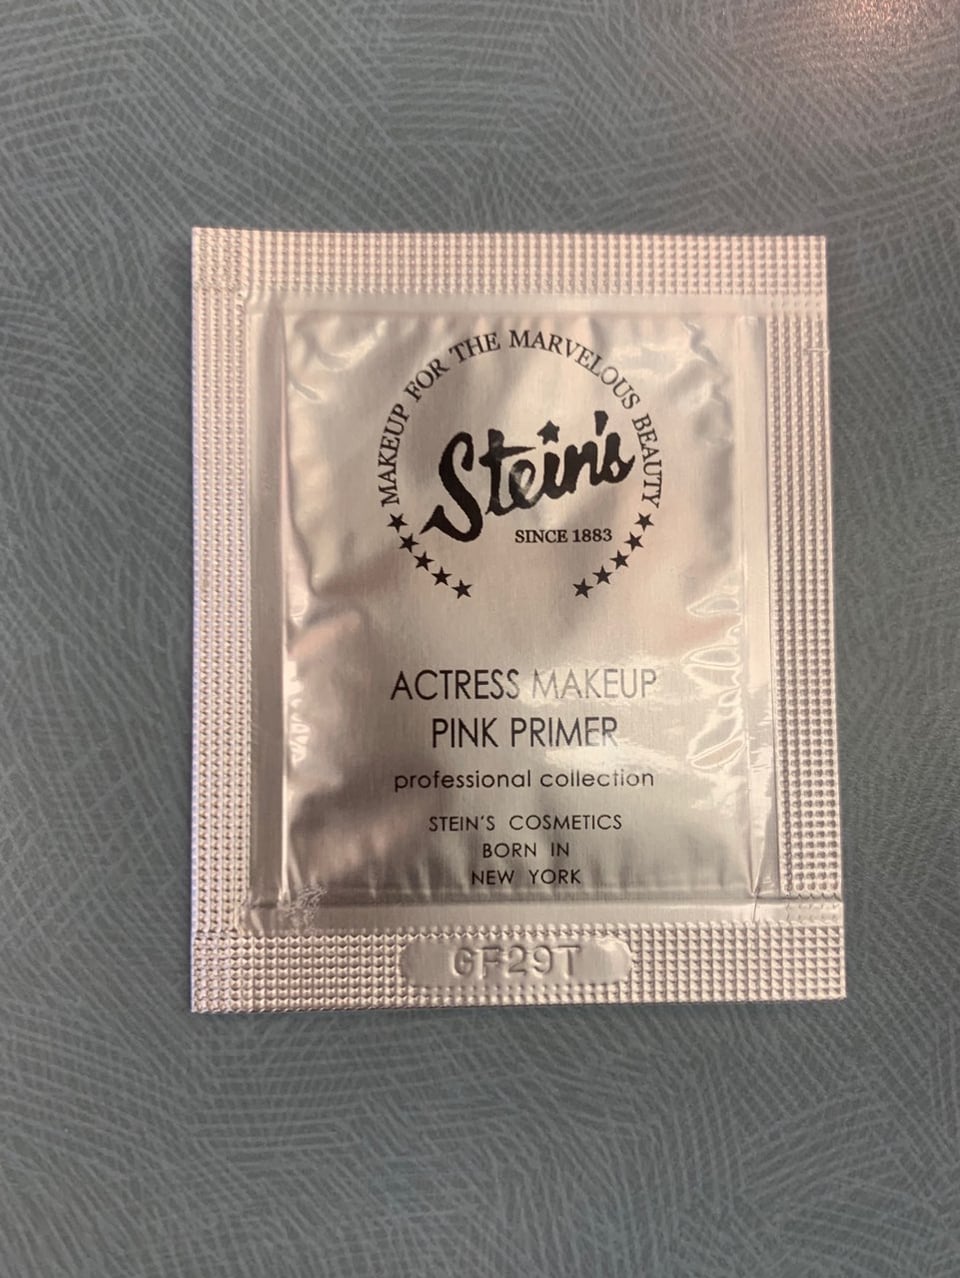 MAKEUP FOR THE MARVELOUS BEAUTY
Stein's
SINCE 1883
ACTRESS MAKEUP
PINK PRIMER
professional collection
STEIN'S COSMETICS
BORN IN
NEW YORK
GF29T